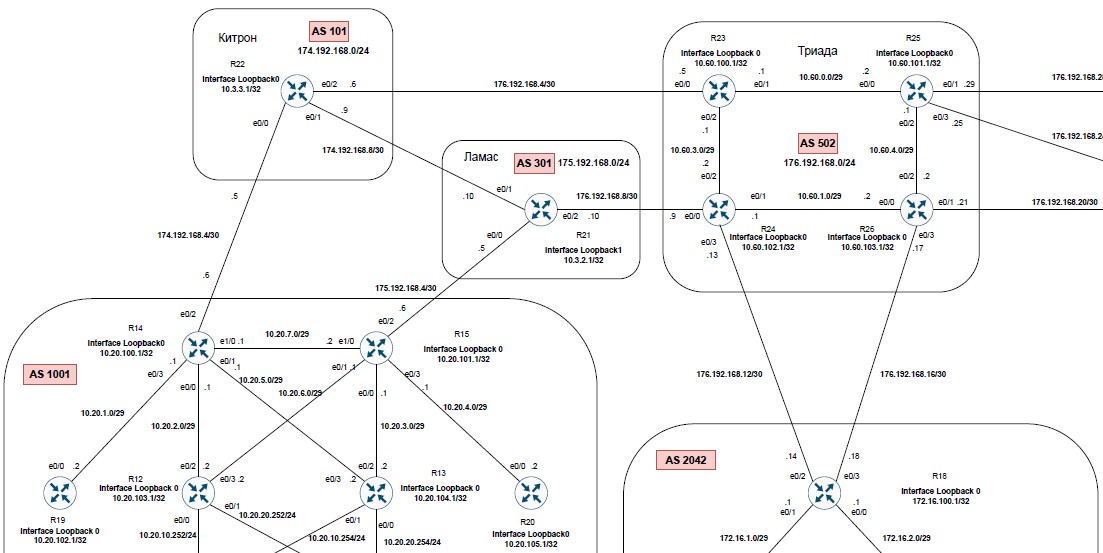 Китрон
AS 101
174.192.168.0/24
R22
Interface Loopback0
10.3.3.1/32
e0/2 .6
176.192.168.4/30
.9
e0/0
e0/1
174.192.168.8/30
Ламас
AS 301
175.192.168.0/24
e0/1
.10
176.192.168.8/30
e0/2 .10
R21
Interface Loopback1
10.3.2.1/32
e0/0
.5
175.192.168.4/30
.6
e0/2
.5
174.192.168.4/30
.6
e0/2
R23
Interface Loopback 0
10.60.100.1/32
.5
e0/0
.1
e0/1
Триада
10.60.0.0/29
R25
Interface Loopback0
10.60.101.1/32
.2
e0/0
e0/1 .29
176.192.168.2
e0/3
.25
176.192.168.2
e0/2
.1
10.60.3.0/29
.2
e0/2
AS 502
176.192.168.0/24
.1
e0/2
10.60.4.0/29
e0/2 .2
.9 e0/0
e0/1
.1
10.60.1.0/29
.2
e0/0
e0/1 .21
176.192.168.20/30
R24
Interface Loopback0
10.60.102.1/32
R26
Interface Loopback 0
10.60.103.1/32
e0/3
.13
e0/3
.17
176.192.168.12/30
176.192.168.16/30
R14
Interface Loopback0
10.20.100.1/32
AS 1001
e1/0 .1
10.20.7.0/29
.2 e1/0
R15
Interface Loopback 0
10.20.101.1/32
.1
e0/3
e0/1
.1
e0/0 .1
10.20.5.0/29
10.20.6.0/29
e0/1 .1
e0/0 .1
e0/3
.1
10.20.1.0/29
10.20.2.0/29
10.20.3.0/29
10.20.4.0/29
e0/0 .2
R19
Interface Loopback 0
10.20.102.1/32
R12
Interface Loopback 0
10.20.103.1/32
e0/2 .2
e0/3 .2
e0/1
e0/0
10.20.20.252/24
10.20.10.252/24
e0/2 .2
e0/3 .2
R13
Interface Loopback 0
10.20.104.1/32
e0/1
e0/0
10.20.10.254/24
10.20.20.254/24
e0/0 .2
R20
Interface Loopback0
10.20.105.1/32
AS 2042
.14
e0/2
.18
e0/3
R18
Interface Loopback 0
172.16.100.1/32
.1
e0/1
.1
e0/0
172.16.1.0/29
172.16.2.0/29